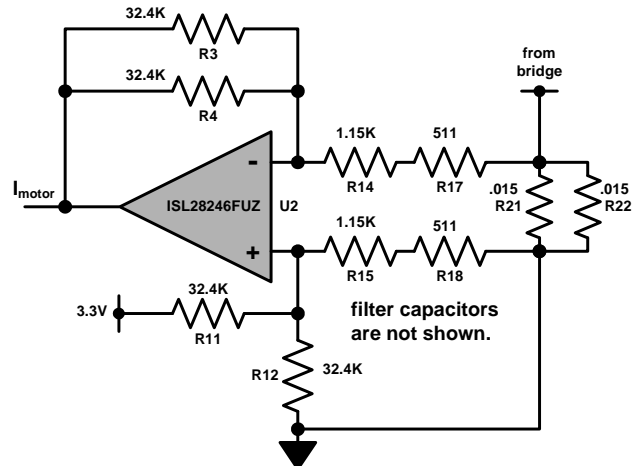 32.4K
R3
from
bridge
32.4K
R4
1.15K
511
-
R14
R17
.015
R21
.015
R22
I motor
ISL28246FUZ
U2
1.15K
511
+
R15
R18
32.4K
3.3V
R11
filter capacitors
are not shown.
R12
32.4K